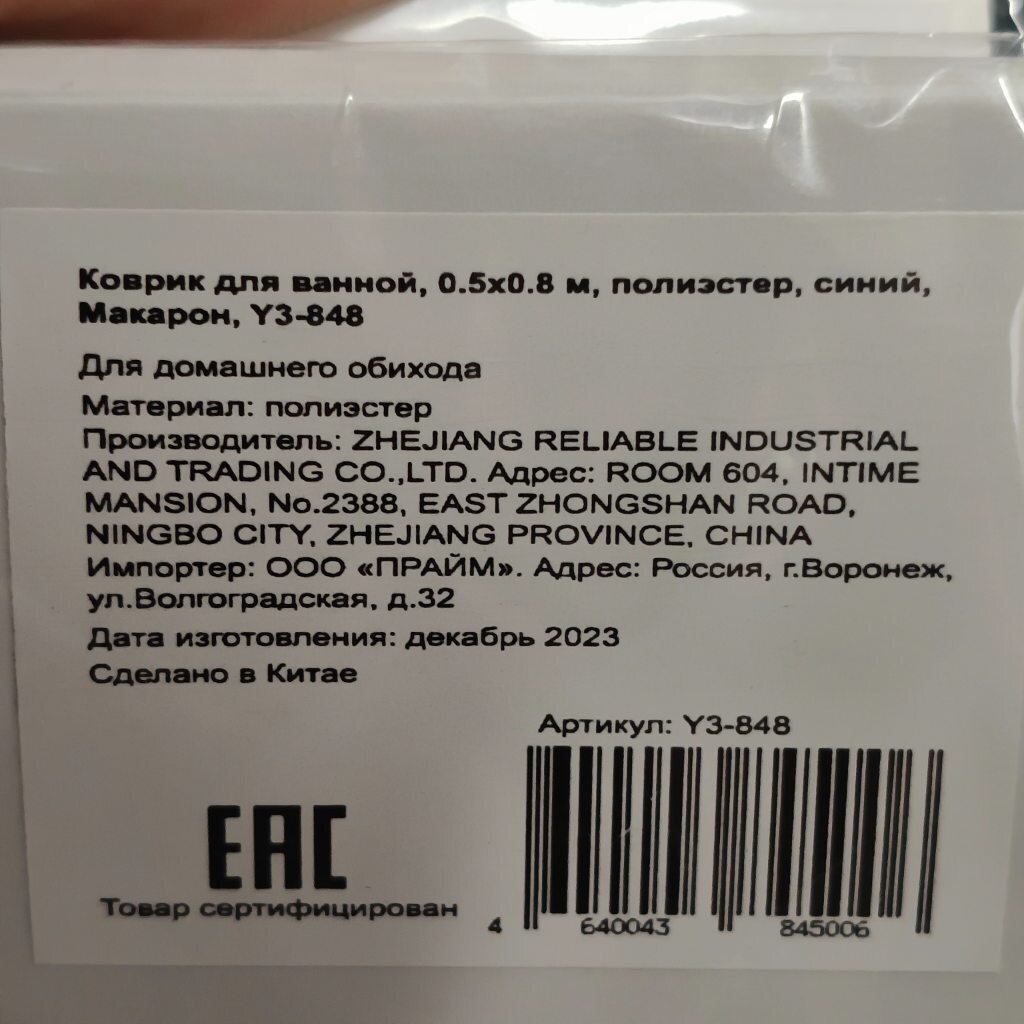 Коврик для ванной, 0.5х0.8 м, полиэстер, синий,
Макарон, Y3-848
Для домашнего обихода
Материал: полиэстер
Производитель: ZHEJIANG RELIABLE INDUSTRIAL
AND TRADING CO.,LTD. Адрес: ROOM 604, INTIME
MANSION, No.2388, EAST ZHONGSHAN ROAD,
NINGBO CITY, ZHEJIANG PROVINCE, CHINA
Импортер: ООО «ПРАЙМ». Адрес: Россия, г.Воронеж,
ул.Волгоградская, д.32
Дата изготовления: декабрь 2023
Сделано в Китае
Артикул: Y3-848
EAC
Товар сертифицирован
4 640043 845006